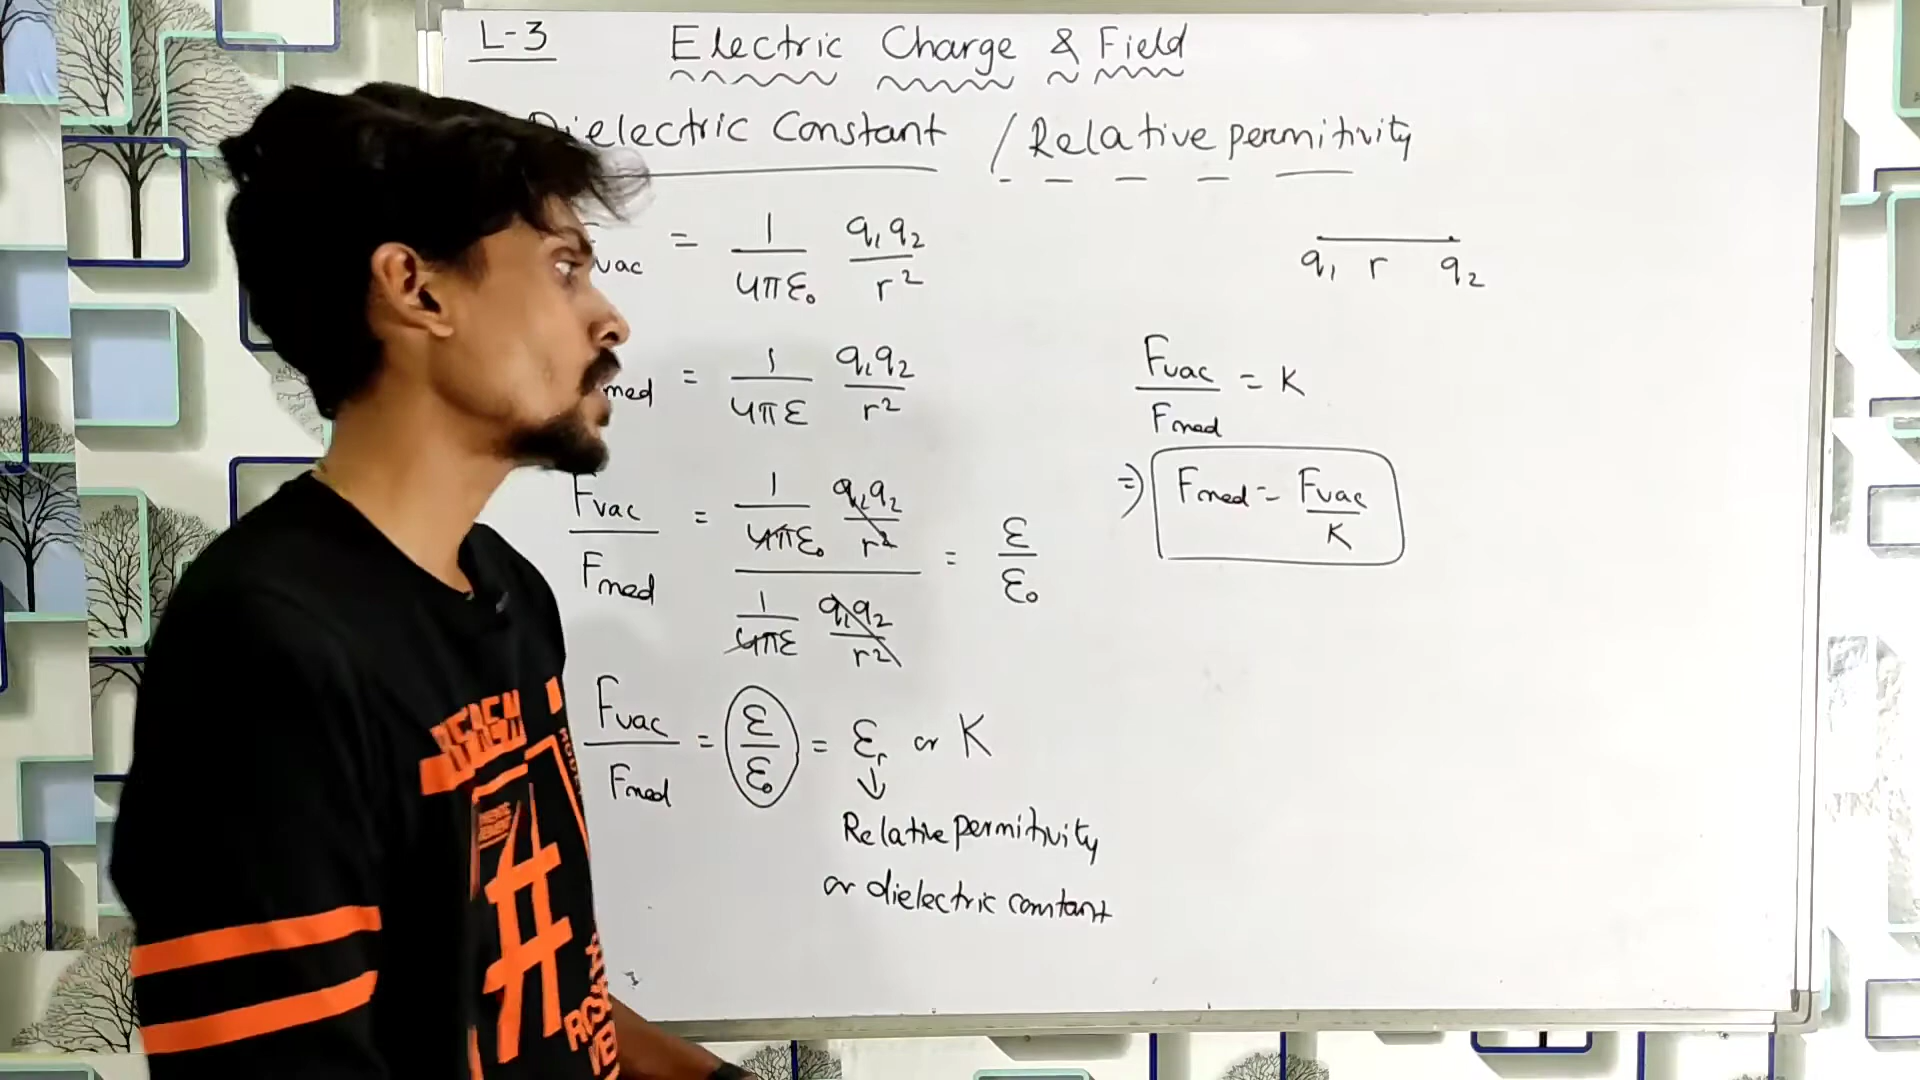 L-3 Electric Charge & Field
Dielectric Constant / Relative permitivity
Fvac = 1/4πε₀ q₁q₂/r²
q₁ r q₂
med = 1/4πε q₁q₂/r²
Fvac/Fmed = K
Fvac/Fmed = (1/4πε₀ q₁q₂/r²)/(1/4πε q₁q₂/r²) = ε/ε₀
⇒ Fmed = Fvac/K
Fvac/Fmed = ε/ε₀ = εr or K
↓
Relative permitivity
or dielectric constant
#